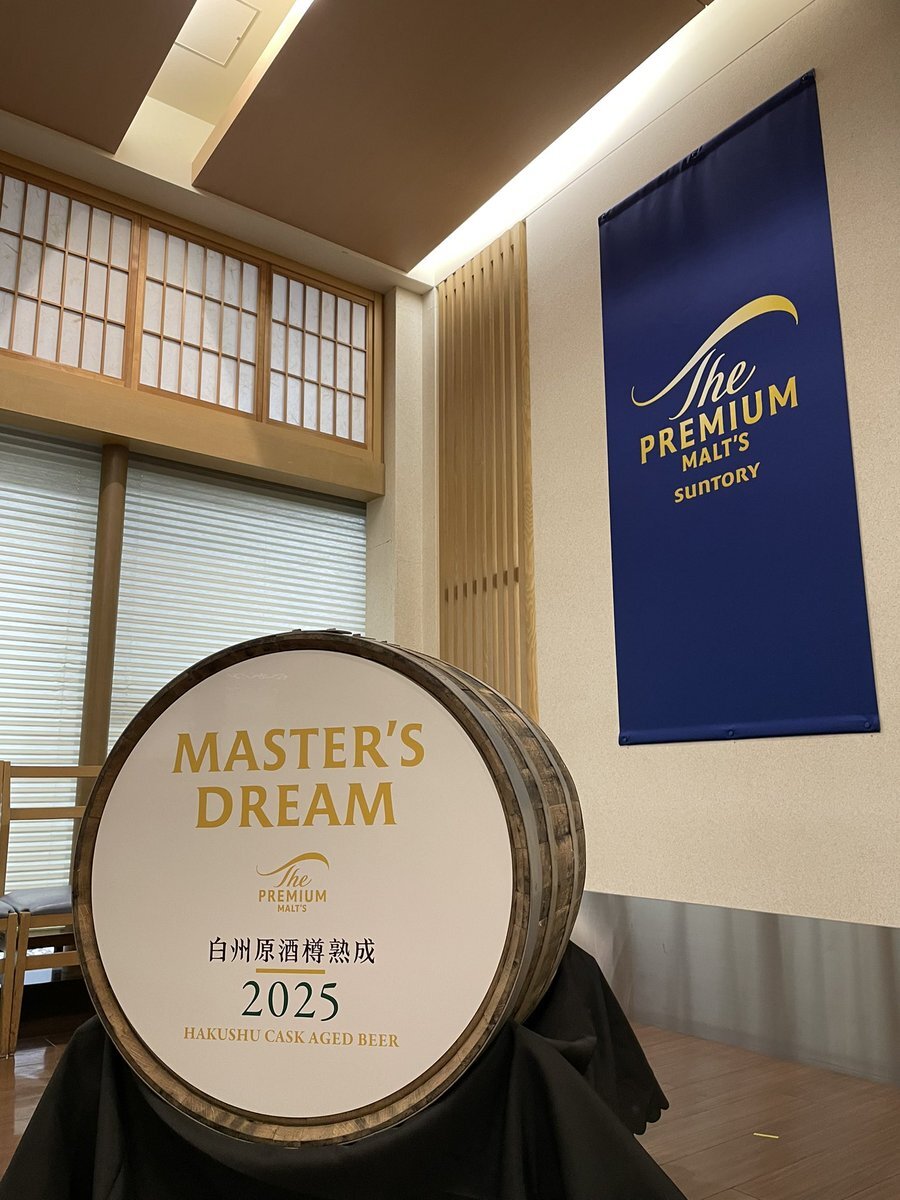 The
PREMIUM
MALT'S
SUNTORY
MASTER'S
DREAM
The
PREMIUM
MALT'S
白州原酒樽熟成
2025
HAKUSHU CASK AGED BEER